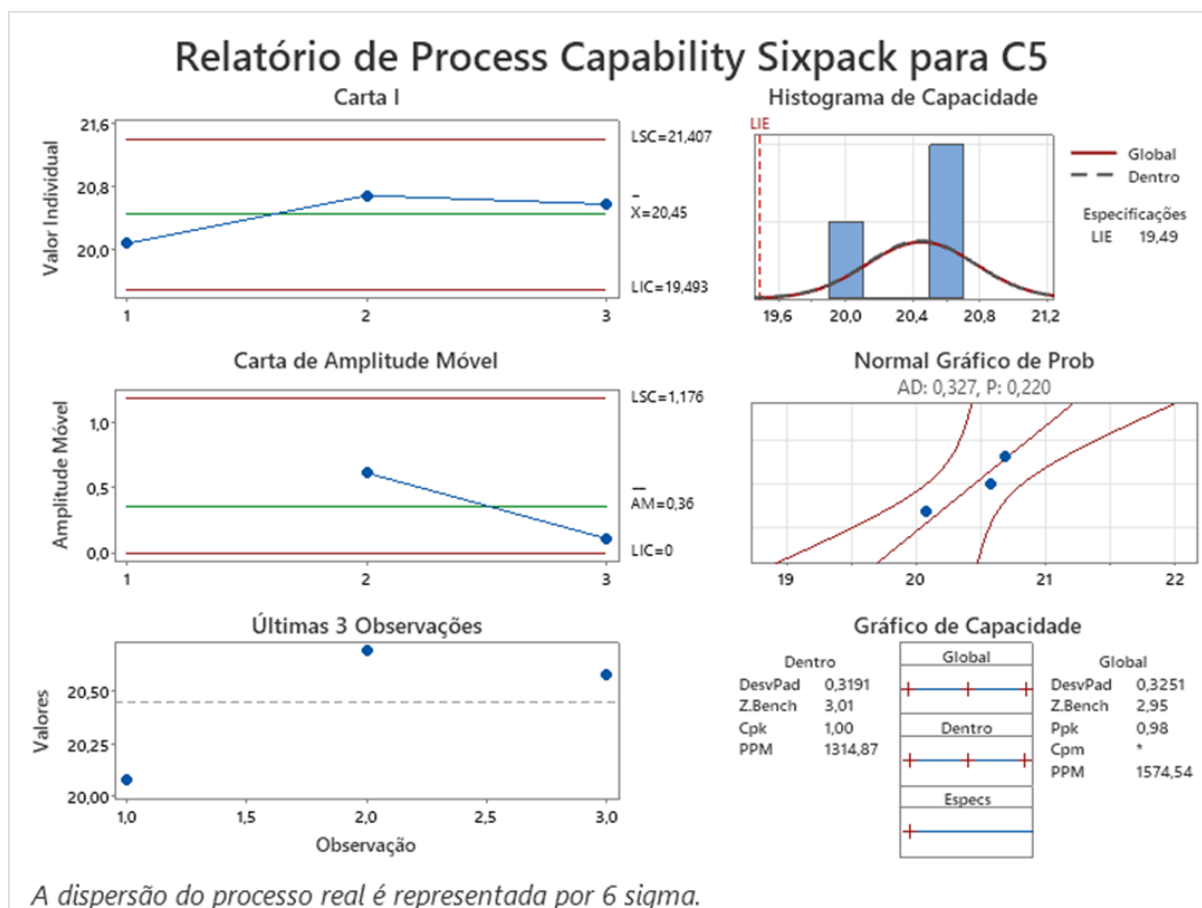 Relatório de Process Capability Sixpack para C5
Carta I
Valor Individual
21,6
20,8
20,0
1
2
3
LSC=21,407
X=20,45
LIC=19,493
Histograma de Capacidade
LIE
19,6
20,0
20,4
20,8
21,2
Global
Dentro
Especificações
LIE 19,49
Carta de Amplitude Móvel
Amplitude Móvel
1,0
0,5
0,0
1
2
3
LSC=1,176
AM=0,36
LIC=0
Normal Gráfico de Prob
AD: 0,327, P: 0,220
19
20
21
22
Últimas 3 Observações
Valores
20,50
20,25
20,00
1,0
1,5
2,0
2,5
3,0
Observação
Gráfico de Capacidade
Dentro
DesvPad 0,3191
Z.Bench 3,01
Cpk 1,00
PPM 1314,87
Global
Dentro
Especs
Global
DesvPad 0,3251
Z.Bench 2,95
Ppk 0,98
Cpm *
PPM 1574,54
A dispersão do processo real é representada por 6 sigma.